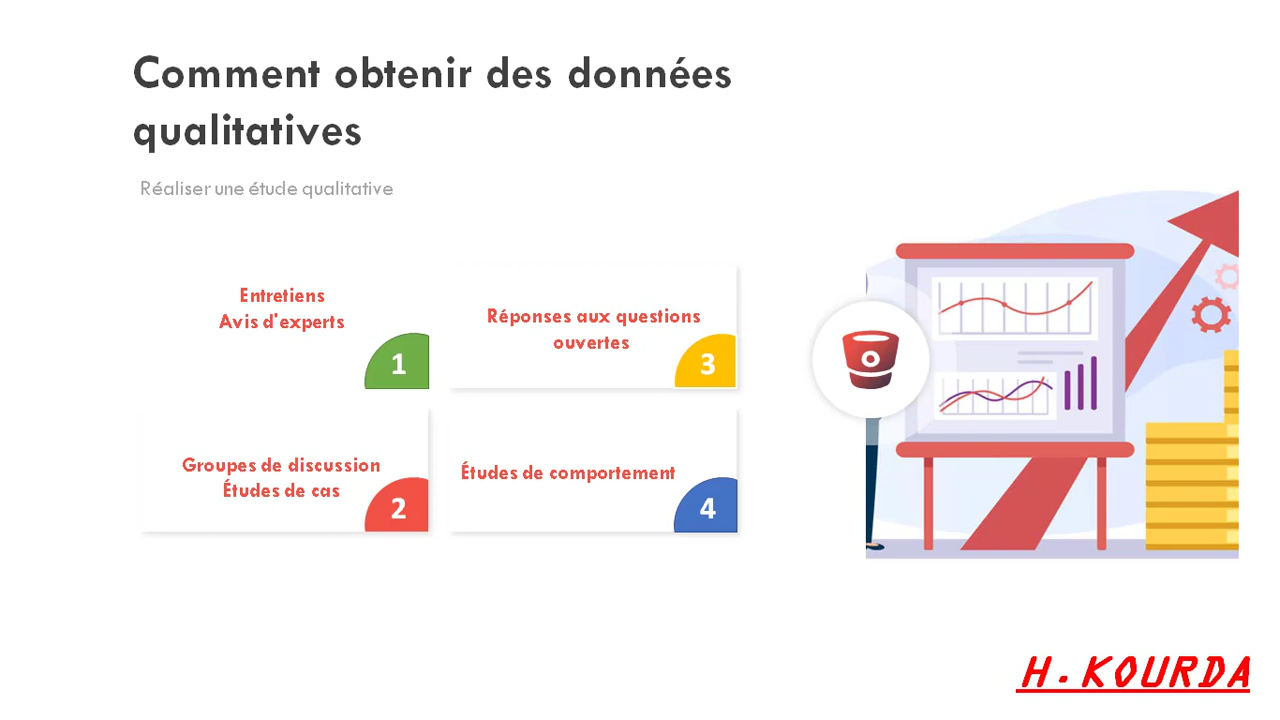 Comment obtenir des données
qualitatives
Réaliser une étude qualitative
Entretiens
Avis d'experts
1
Groupes de discussion
Études de cas
2
Réponses aux questions
ouvertes
3
Études de comportement
4
H.KOURDA